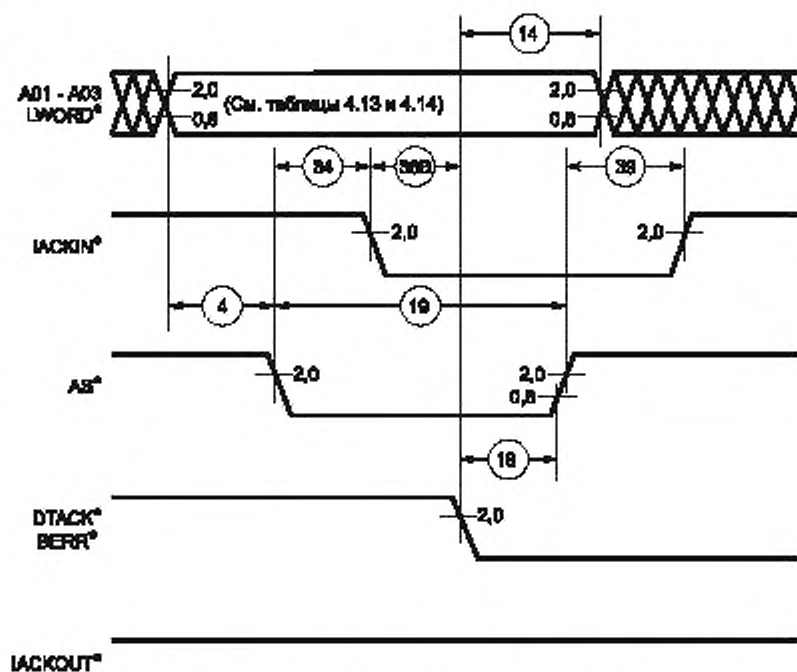 14
A01 - A03
LWORD*
2,0
0,8
(См. таблицы 4.13 и 4.14)
2,0
0,8
34
36B
38
IACKIN*
2,0
2,0
4
19
AS*
2,0
2,0
0,8
18
DTACK*
BERR*
2,0
IACKOUT*